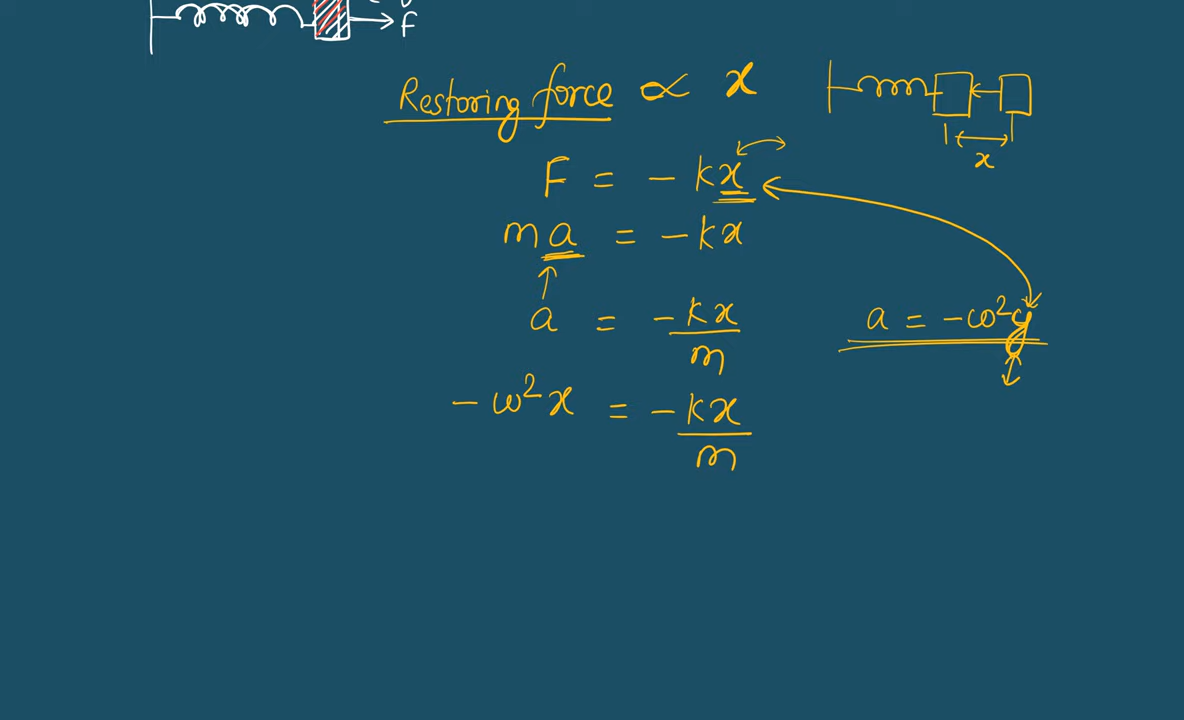 F
Restoring force ∝ x
x
F = - kx
ma = -kx
a = -kx/m
a = -ω²y
- ω²x = -kx/m